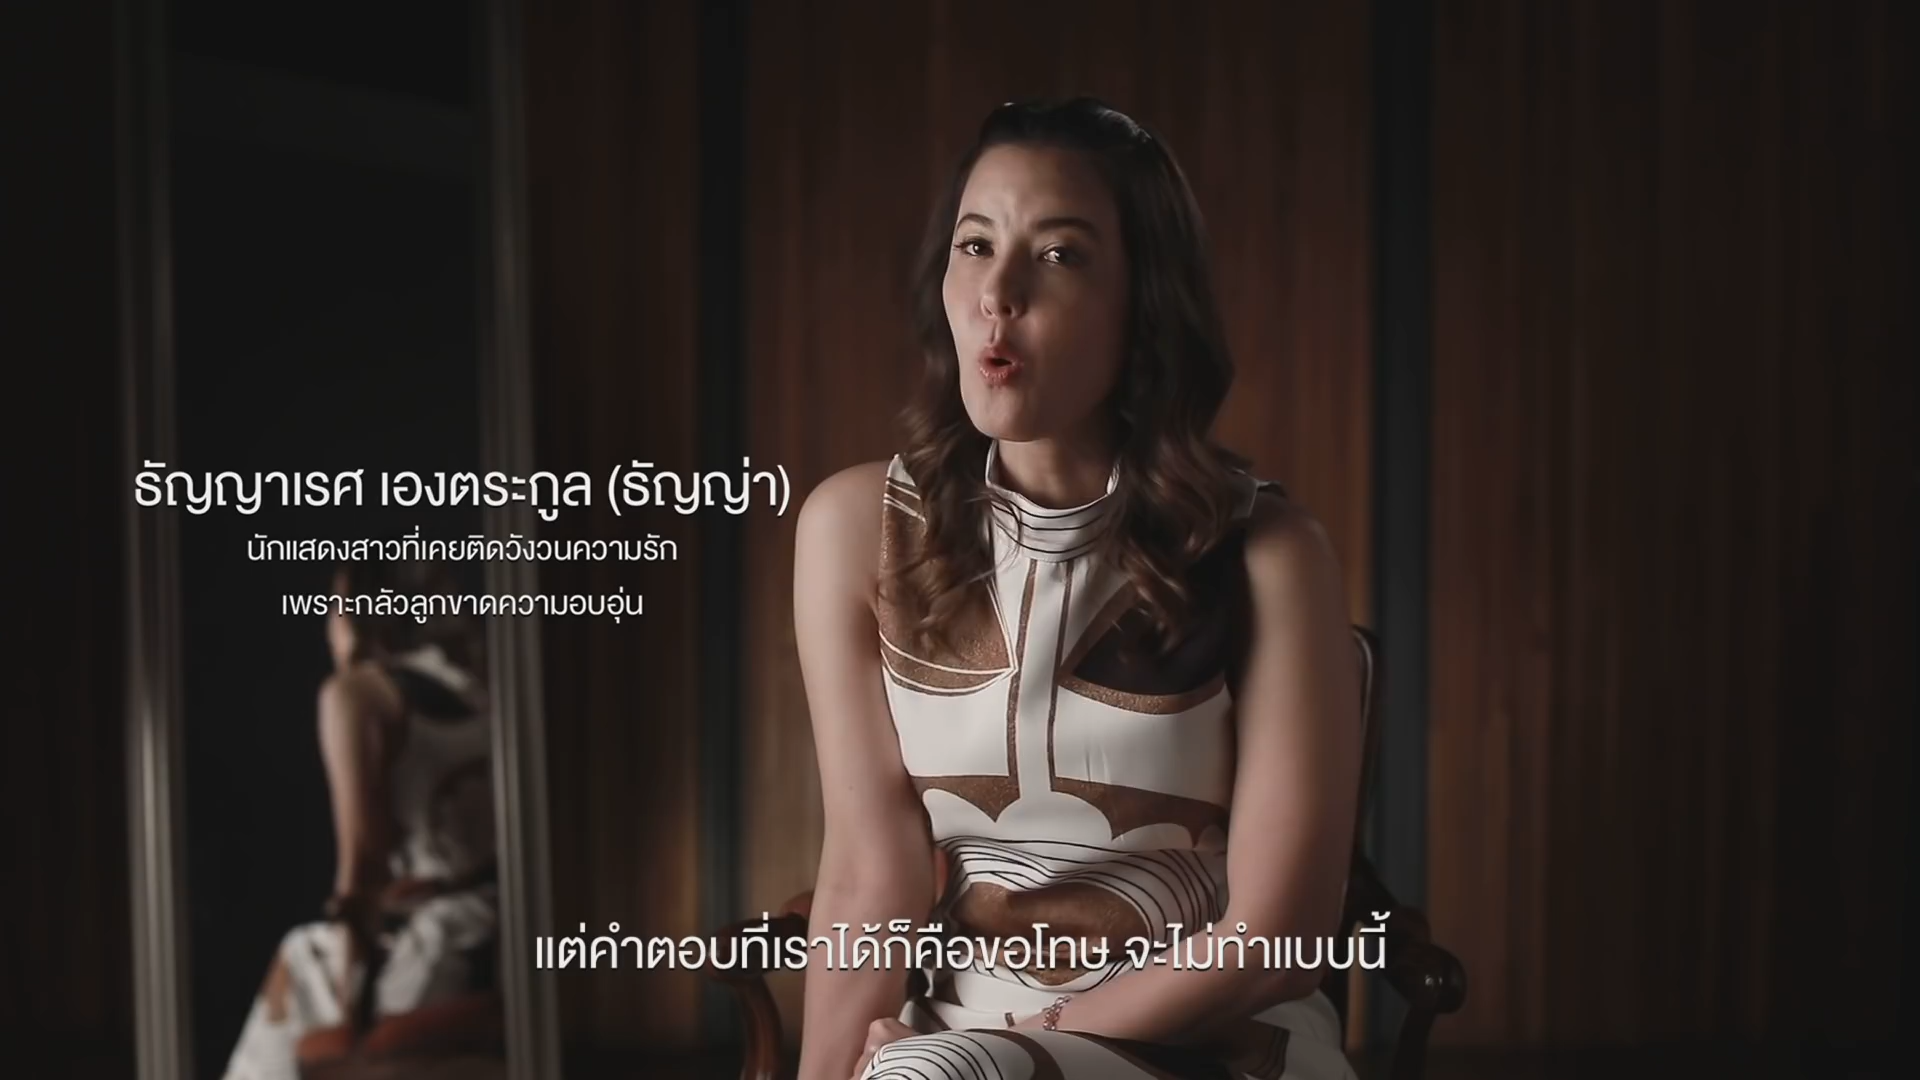 ธัญญาเรศ เองตระกูล (ธัญญ่า)
นักแสดงสาวที่เคยติดวังวนความรัก
เพราะกลัวลูกขาดความอบอุ่น
แต่คำตอบที่เราได้ก็คือขอโทษ จะไม่ทำแบบนี้